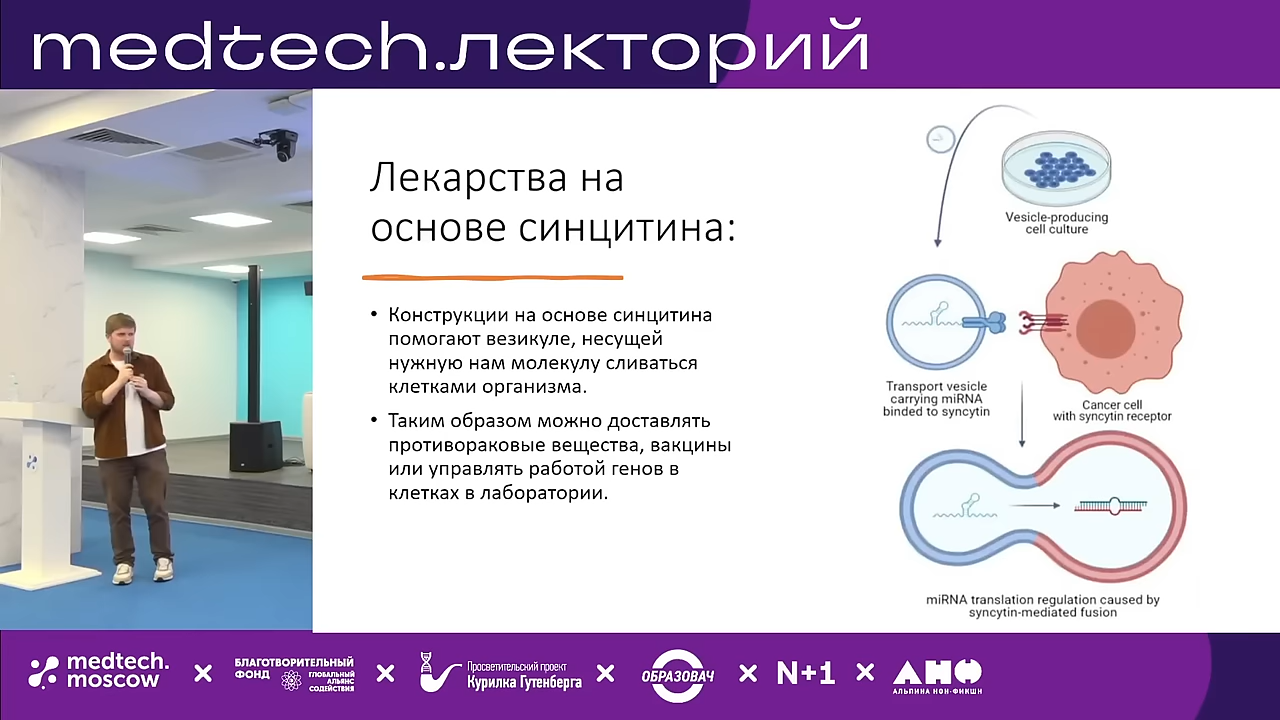 medtech.лекторий
Лекарства на
основе синцитина:
• Конструкции на основе синцитина
помогают везикуле, несущей
нужную нам молекулу сливаться
клетками организма.
• Таким образом можно доставлять
противораковые вещества, вакцины
или управлять работой генов в
клетках в лаборатории.
Vesicle-producing
cell culture
Transport vesicle
carrying miRNA
binded to syncytin
Cancer cell
with syncytin receptor
miRNA translation regulation caused by
syncytin-mediated fusion
medtech.
moscow
×
БЛАГОТВОРИТЕЛЬНЫЙ
ФОНД
ГЛОБАЛЬНЫЙ
АЛЬЯНС
СОДЕЙСТВИЯ
×
Просветительский проект
Курилка Гутенберга
×
ОБРАЗОВАЧ
×
N+1
×
АНФ
АЛЬПИНА НОН-ФИКШН